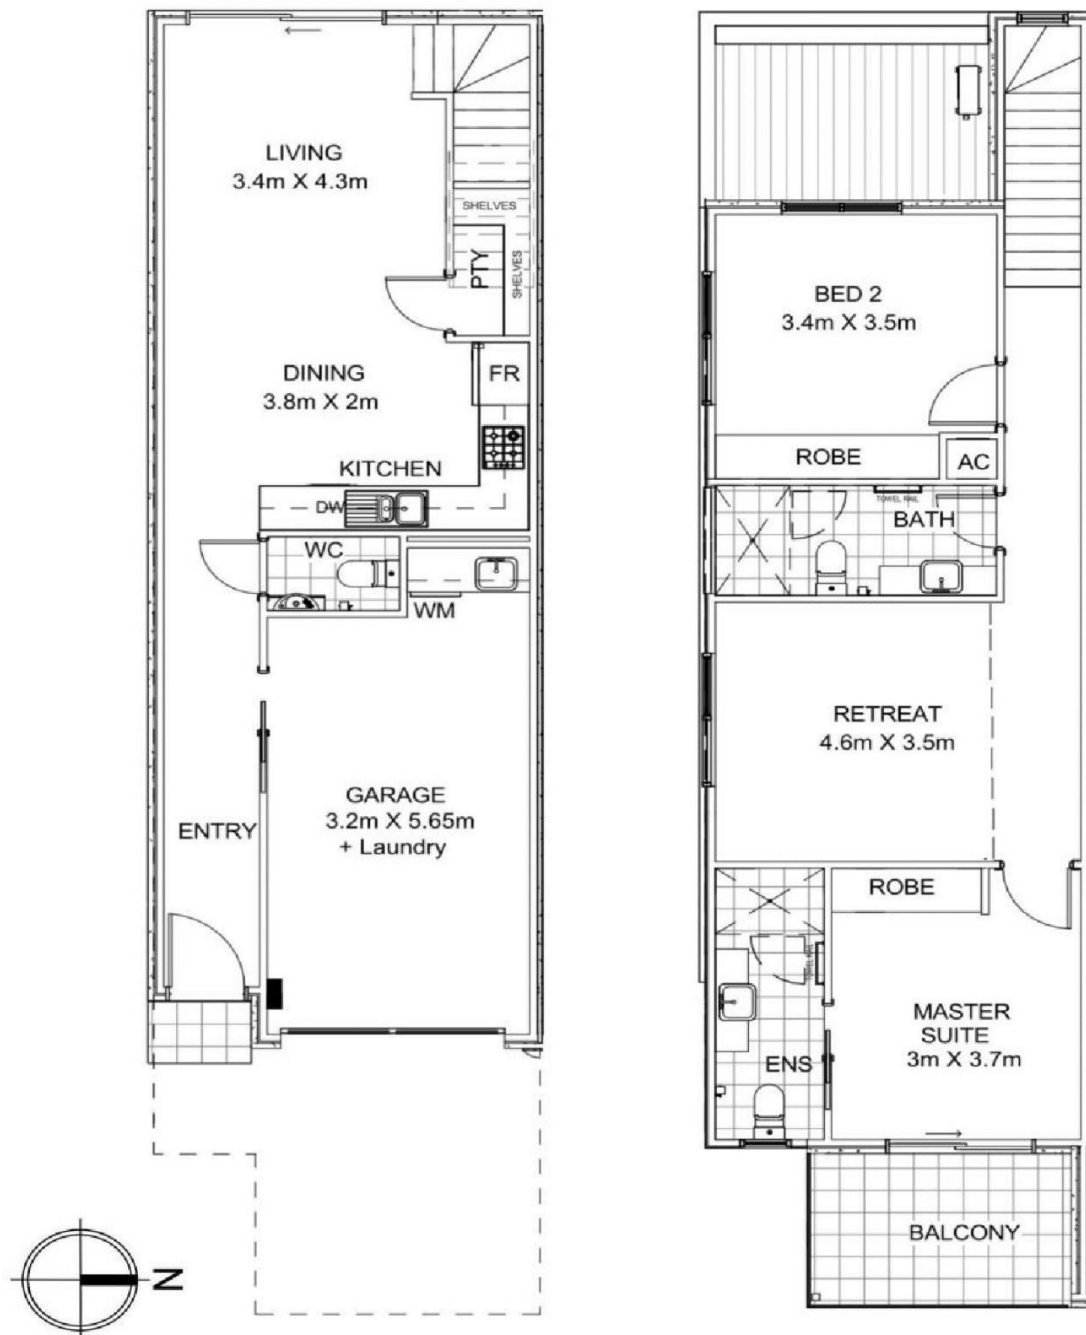 LIVING
3.4m X 4.3m
SHELVES
PTY
SHELVES
DINING
3.8m X 2m
FR
KITCHEN
DW
WC
WM
GARAGE
3.2m X 5.65m
+ Laundry
ENTRY
N
BED 2
3.4m X 3.5m
ROBE
AC
TOWEL RAIL
BATH
RETREAT
4.6m X 3.5m
ROBE
TOWEL RAIL
MASTER
SUITE
3m X 3.7m
ENS
BALCONY